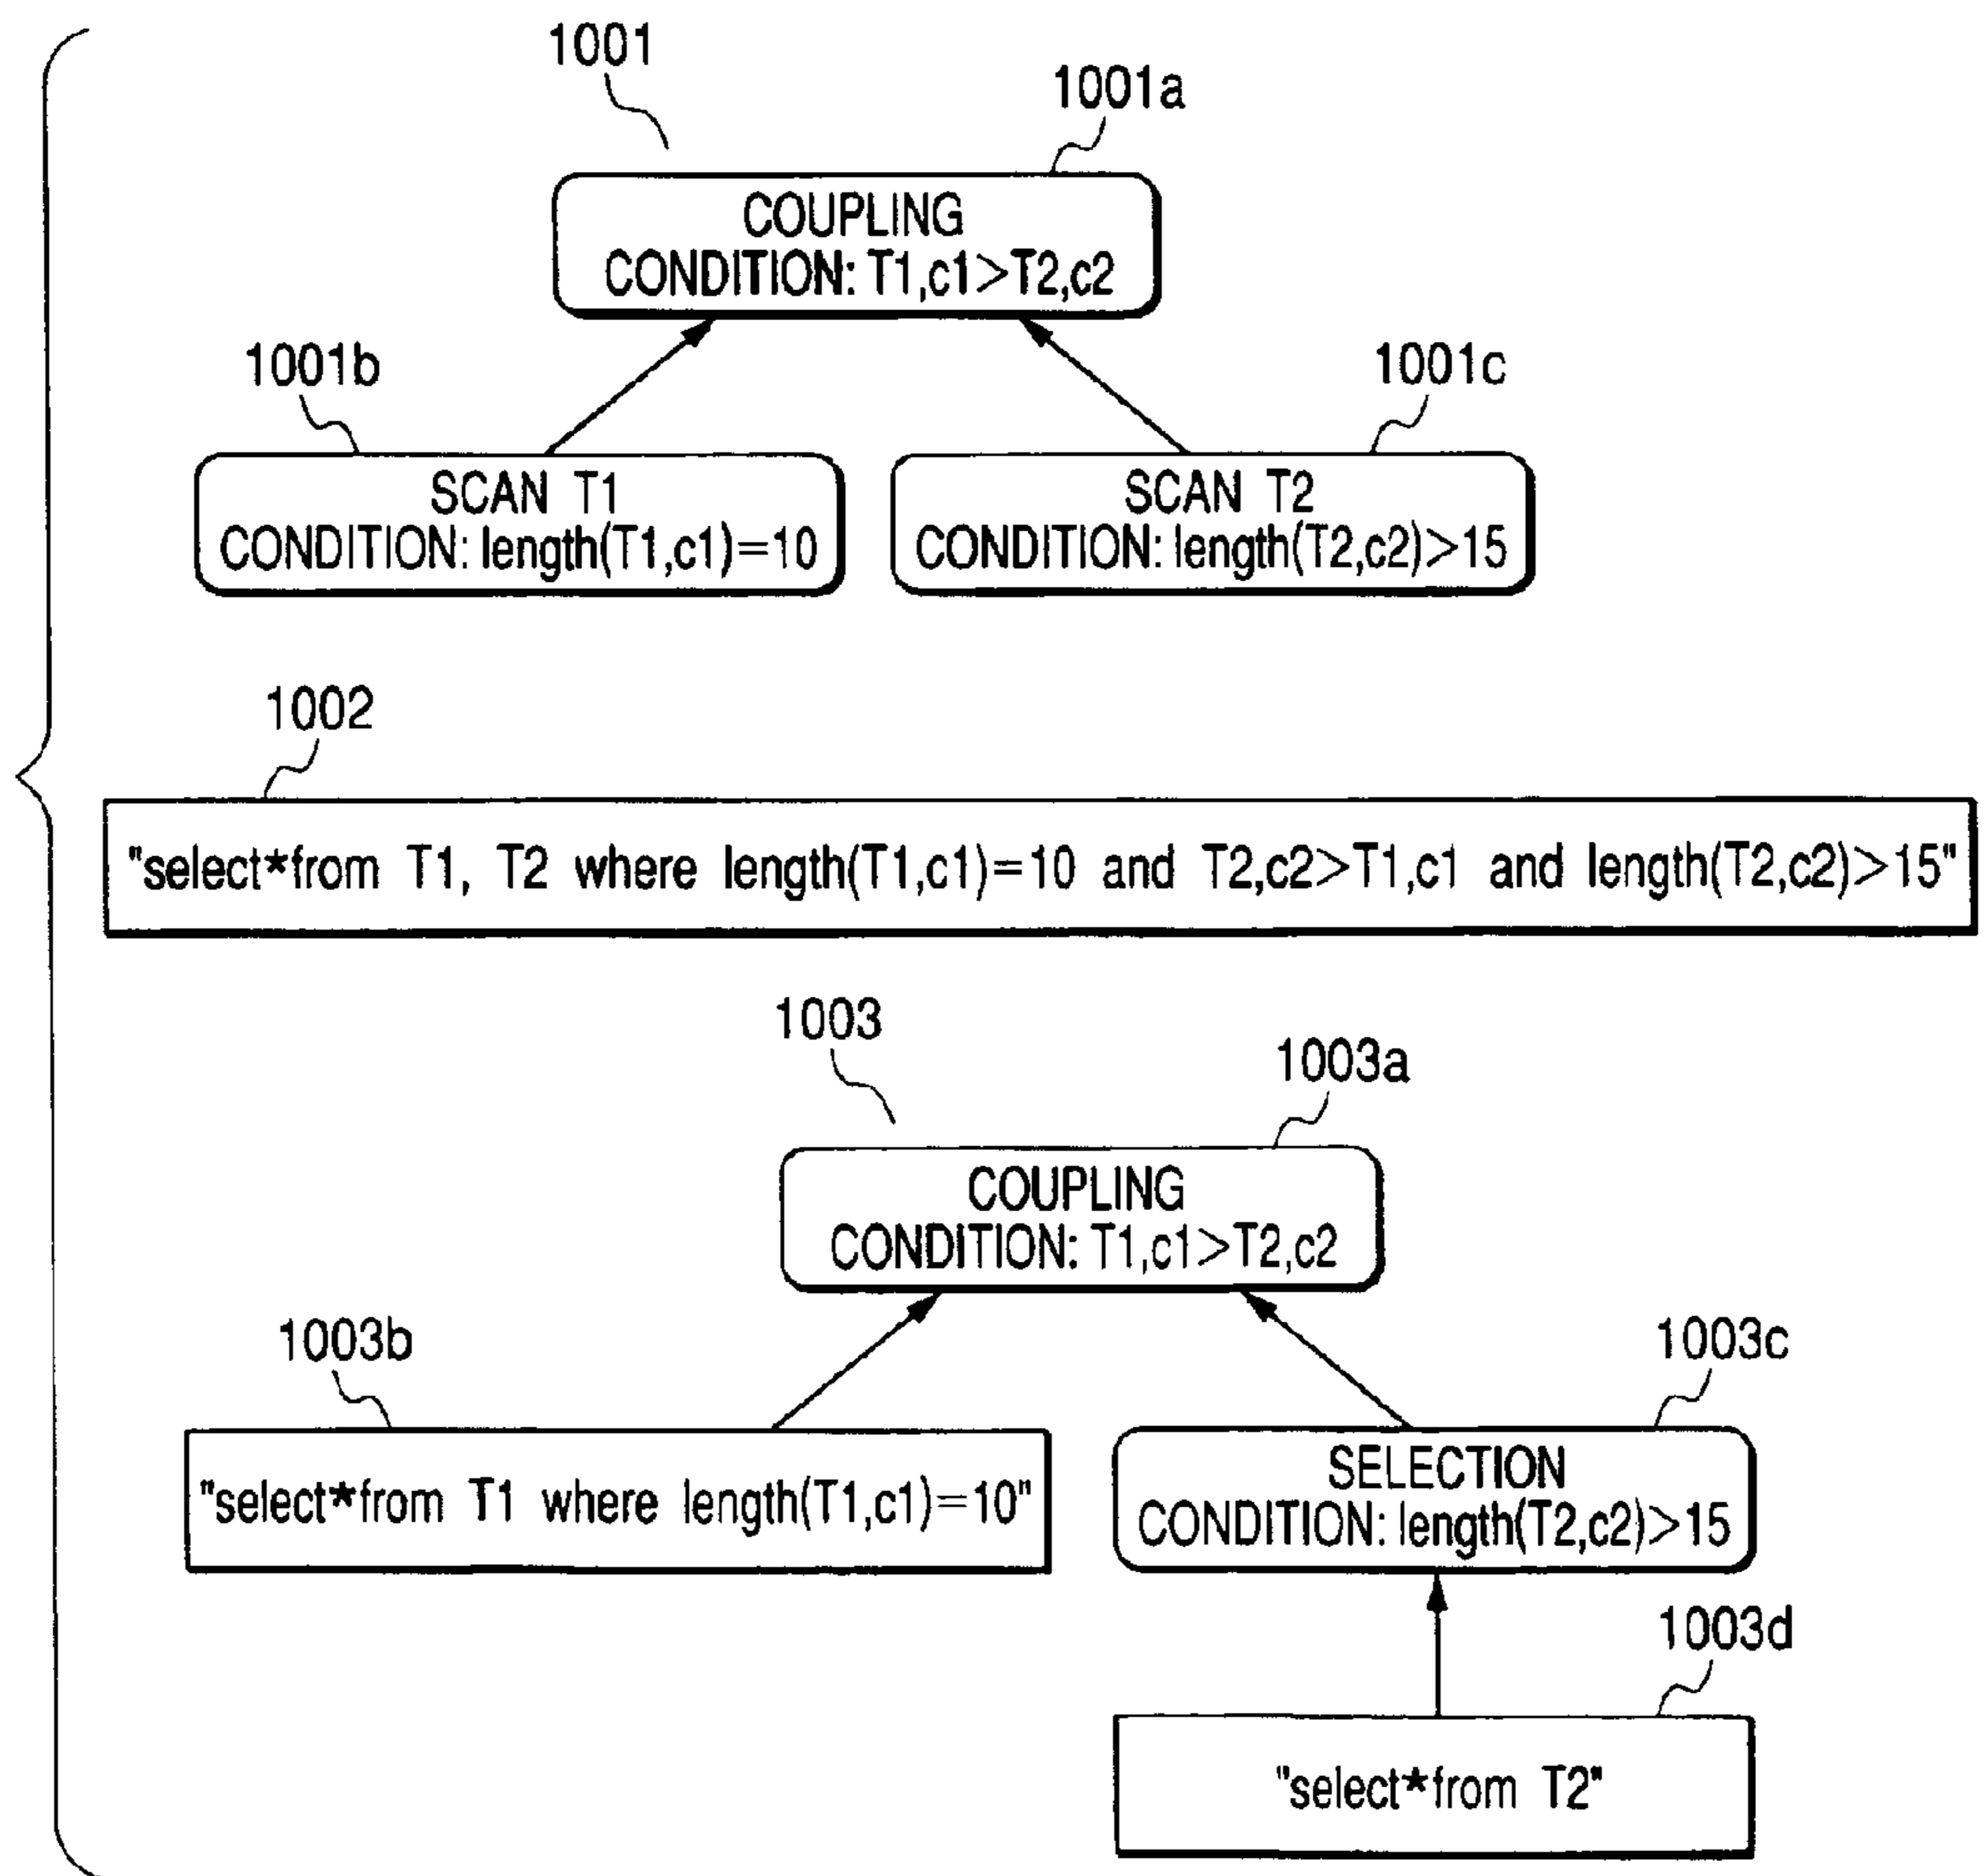 1001
1001a
COUPLING
CONDITION: T1,c1>T2,c2
1001b
1001c
SCAN T1
CONDITION: length(T1,c1)=10
SCAN T2
CONDITION: length(T2,c2)>15
1002
"select*from T1, T2 where length(T1,c1)=10 and T2,c2>T1,c1 and length(T2,c2)>15"
1003
1003a
COUPLING
CONDITION: T1,c1>T2,c2
1003b
1003c
"select*from T1 where length(T1,c1)=10"
SELECTION
CONDITION: length(T2,c2)>15
1003d
"select*from T2"